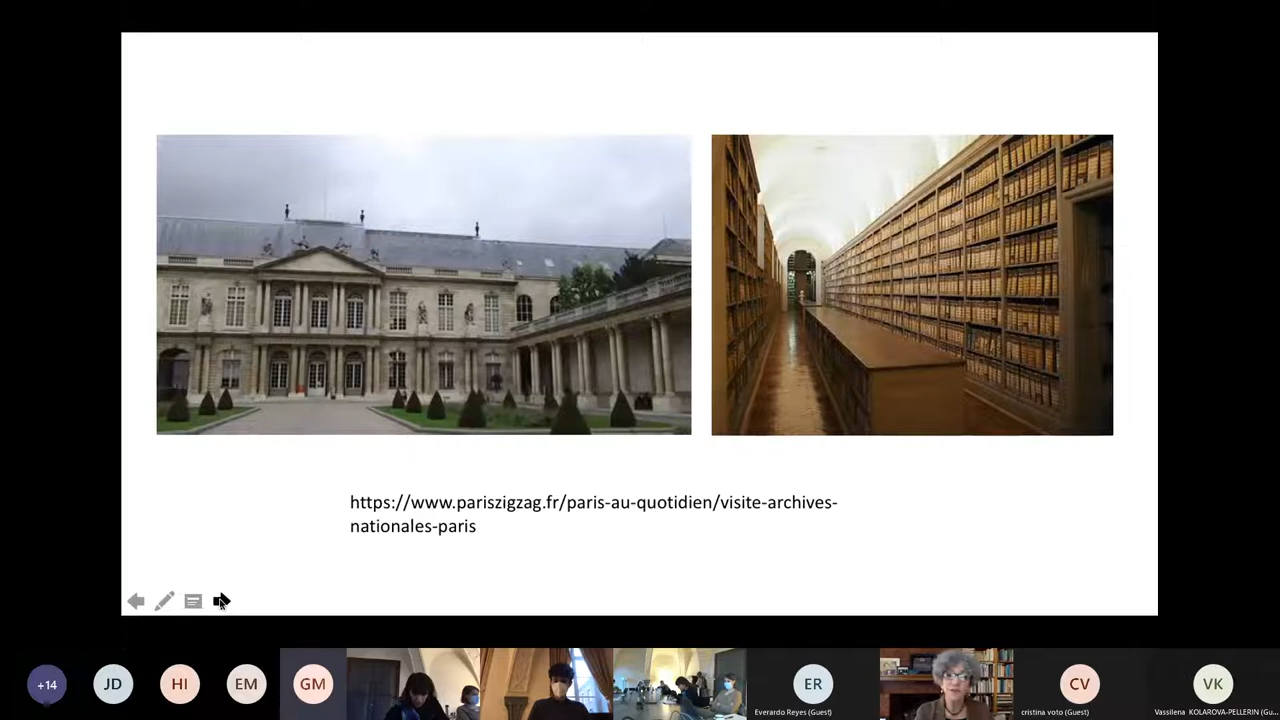 https://www.pariszigzag.fr/paris-au-quotidien/visite-archives-
nationales-paris
+14
JD
HI
EM
GM
ER
CV
VK
Everardo Reyes (Guest)
cristina voto (Guest)
Vassilena KOLAROVA-PELLERIN (Gu...